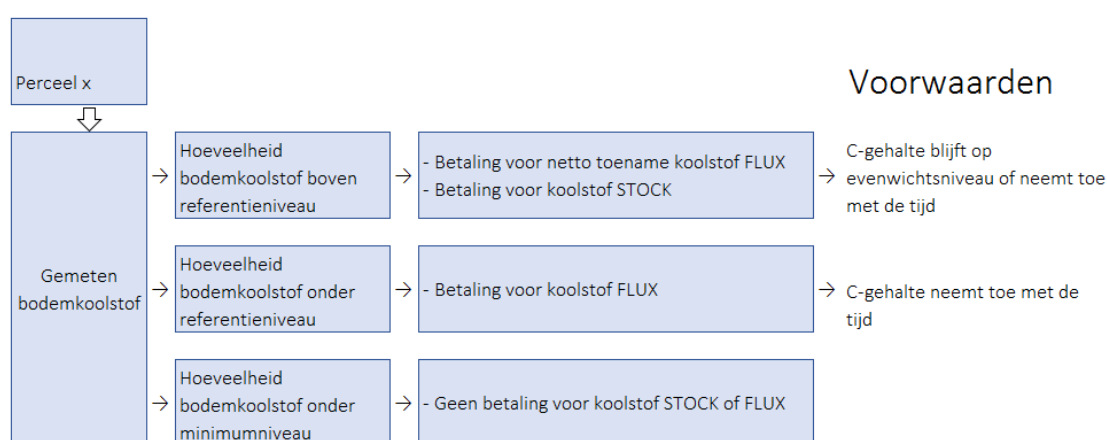 Perceel x
Voorwaarden
Gemeten
bodemkoolstof
→
Hoeveelheid
bodemkoolstof boven
referentieniveau
→
- Betaling voor netto toename koolstof FLUX
- Betaling voor koolstof STOCK
→
C-gehalte blijft op
evenwichtsniveau of neemt toe
met de tijd
→
Hoeveelheid
bodemkoolstof onder
referentieniveau
→
- Betaling voor koolstof FLUX
→
C-gehalte neemt toe met de
tijd
→
Hoeveelheid
bodemkoolstof onder
minimumniveau
→
- Geen betaling voor koolstof STOCK of FLUX